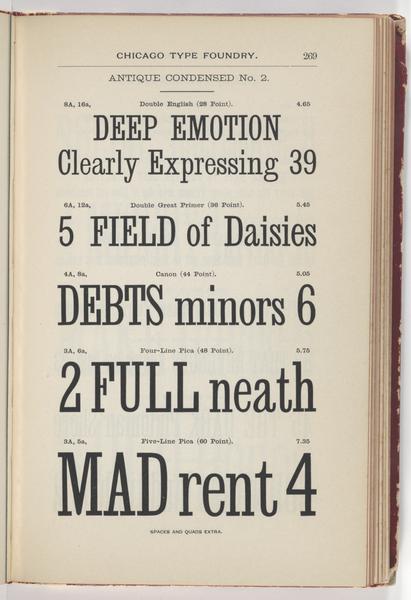 CHICAGO TYPE FOUNDRY. 269
ANTIQUE CONDENSED No. 2.
8A, 16a, Double English (28 Point). 4.65
DEEP EMOTION
Clearly Expressing 39
6A, 12a, Double Great Primer (36 Point). 5.45
5 FIELD of Daisies
4A, 8a, Canon (44 Point). 5.05
DEBTS minors 6
3A, 6a, Four-Line Pica (48 Point). 5.75
2 FULL neath
3A, 5a, Five-Line Pica (60 Point). 7.35
MAD rent 4
SPACES AND QUADS EXTRA.